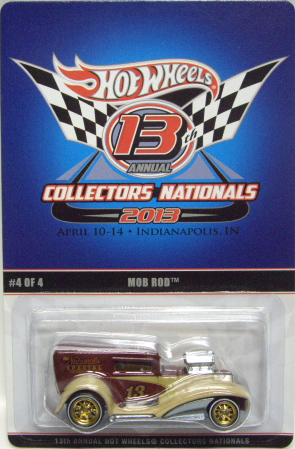 Hot Wheels
13th
ANNUAL
COLLECTORS NATIONALS
2013
APRIL 10-14 • INDIANAPOLIS, IN
#4 OF 4
MOB ROD™
Nationals
13
13th ANNUAL HOT WHEELS® COLLECTORS NATIONALS